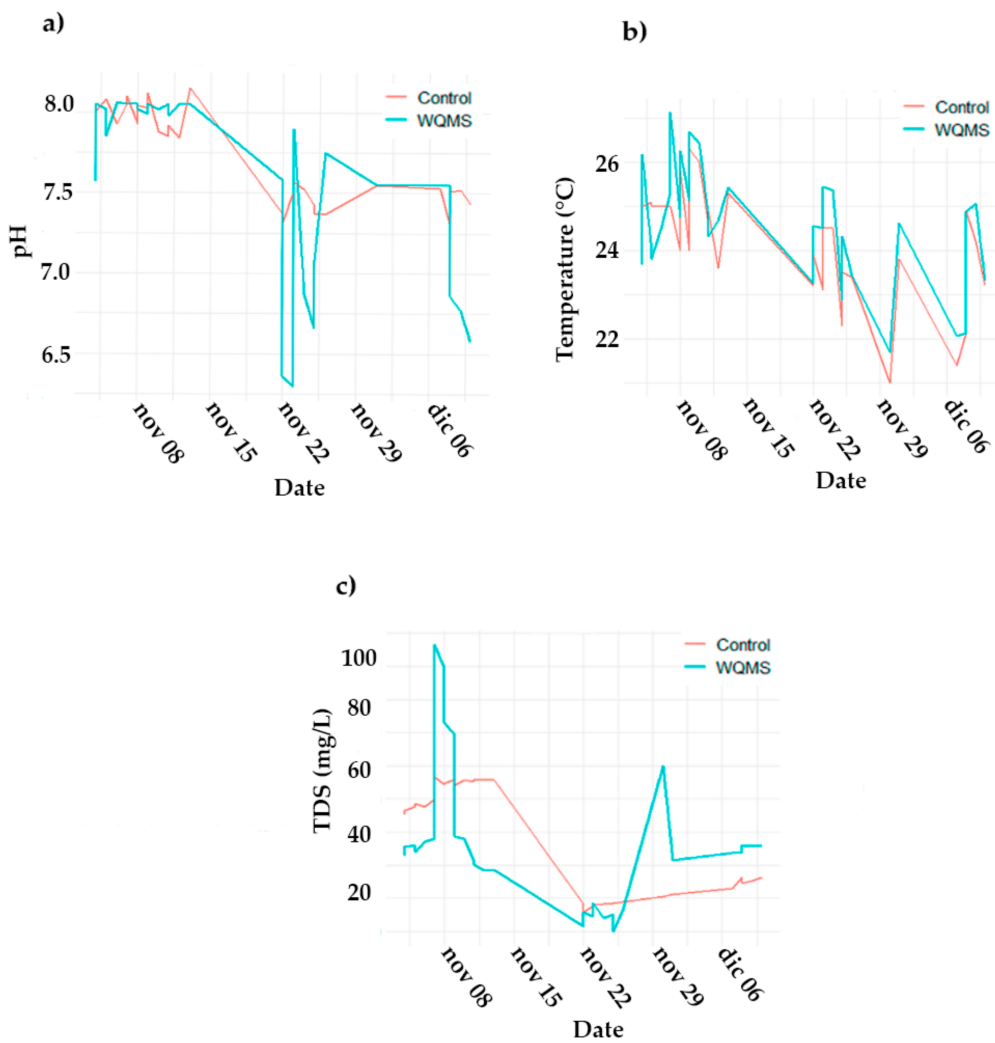 a)
8.0
7.5
7.0
6.5
pH
Control
WQMS
nov 08
nov 15
nov 22
nov 29
dic 06
Date
b)
26
24
22
Temperature (°C)
Control
WQMS
nov 08
nov 15
nov 22
nov 29
dic 06
Date
c)
100
80
60
40
20
TDS (mg/L)
Control
WQMS
nov 08
nov 15
nov 22
nov 29
dic 06
Date